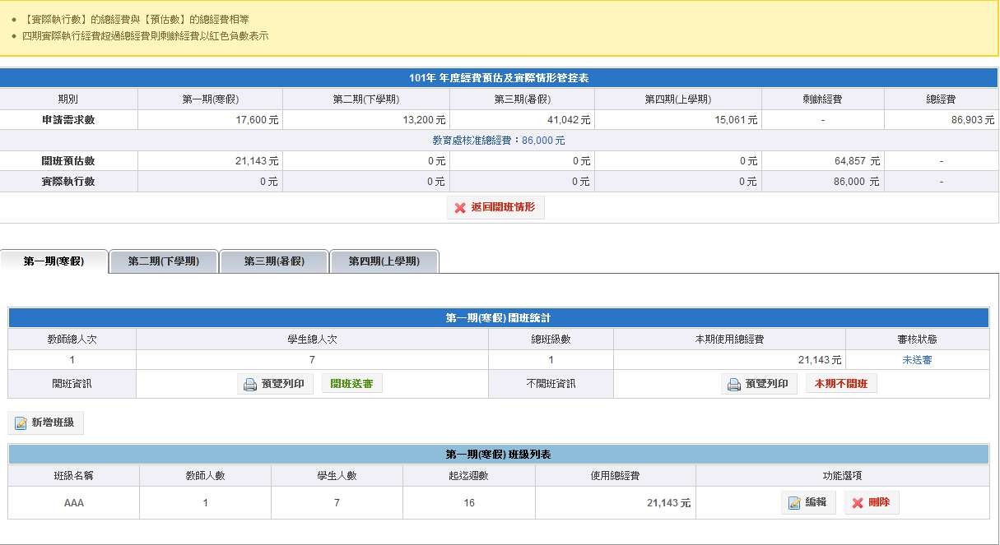 【實際執行數】的總經費與【預估數】的總經費相等
四期實際執行經費超過總經費則剩餘經費以紅色負數表示
101年 年度經費預估及實際情形管控表
期別 第一期(寒假) 第二期(下學期) 第三期(暑假) 第四期(上學期) 剩餘經費 總經費
申請需求數 17,600 元 13,200 元 41,042 元 15,061 元 - 86,903 元
教育處核准總經費：86,000 元
開班預估數 21,143 元 0 元 0 元 0 元 64,857 元 -
實際執行數 0 元 0 元 0 元 0 元 86,000 元 -
返回開班情形
第一期(寒假) 第二期(下學期) 第三期(暑假) 第四期(上學期)
第一期(寒假) 開班統計
教師總人次 學生總人次 總班級數 本期使用總經費 審核狀態
1 7 1 21,143 元 未送審
開班資訊 預覽列印 開班送審 不開班資訊 預覽列印 本期不開班
新增班級
第一期(寒假) 班級列表
班級名稱 教師人數 學生人數 起迄週數 使用總經費 功能選項
AAA 1 7 16 21,143 元 編輯 刪除